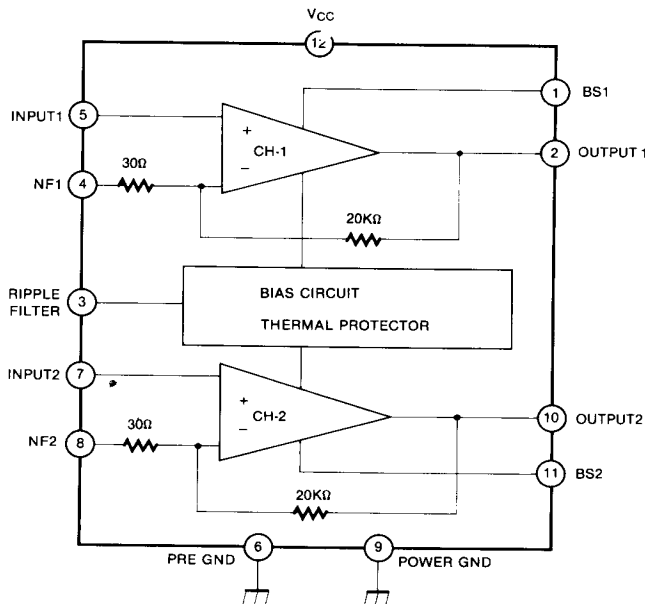 VCC
12
1
BS1
INPUT1
5
+
CH-1
−
2
OUTPUT 1
30Ω
NF1
4
20KΩ
RIPPLE
FILTER
3
BIAS CIRCUIT
THERMAL PROTECTOR
INPUT2
7
+
CH-2
−
10
OUTPUT2
30Ω
NF2
8
11
BS2
20KΩ
PRE GND
6
9
POWER GND